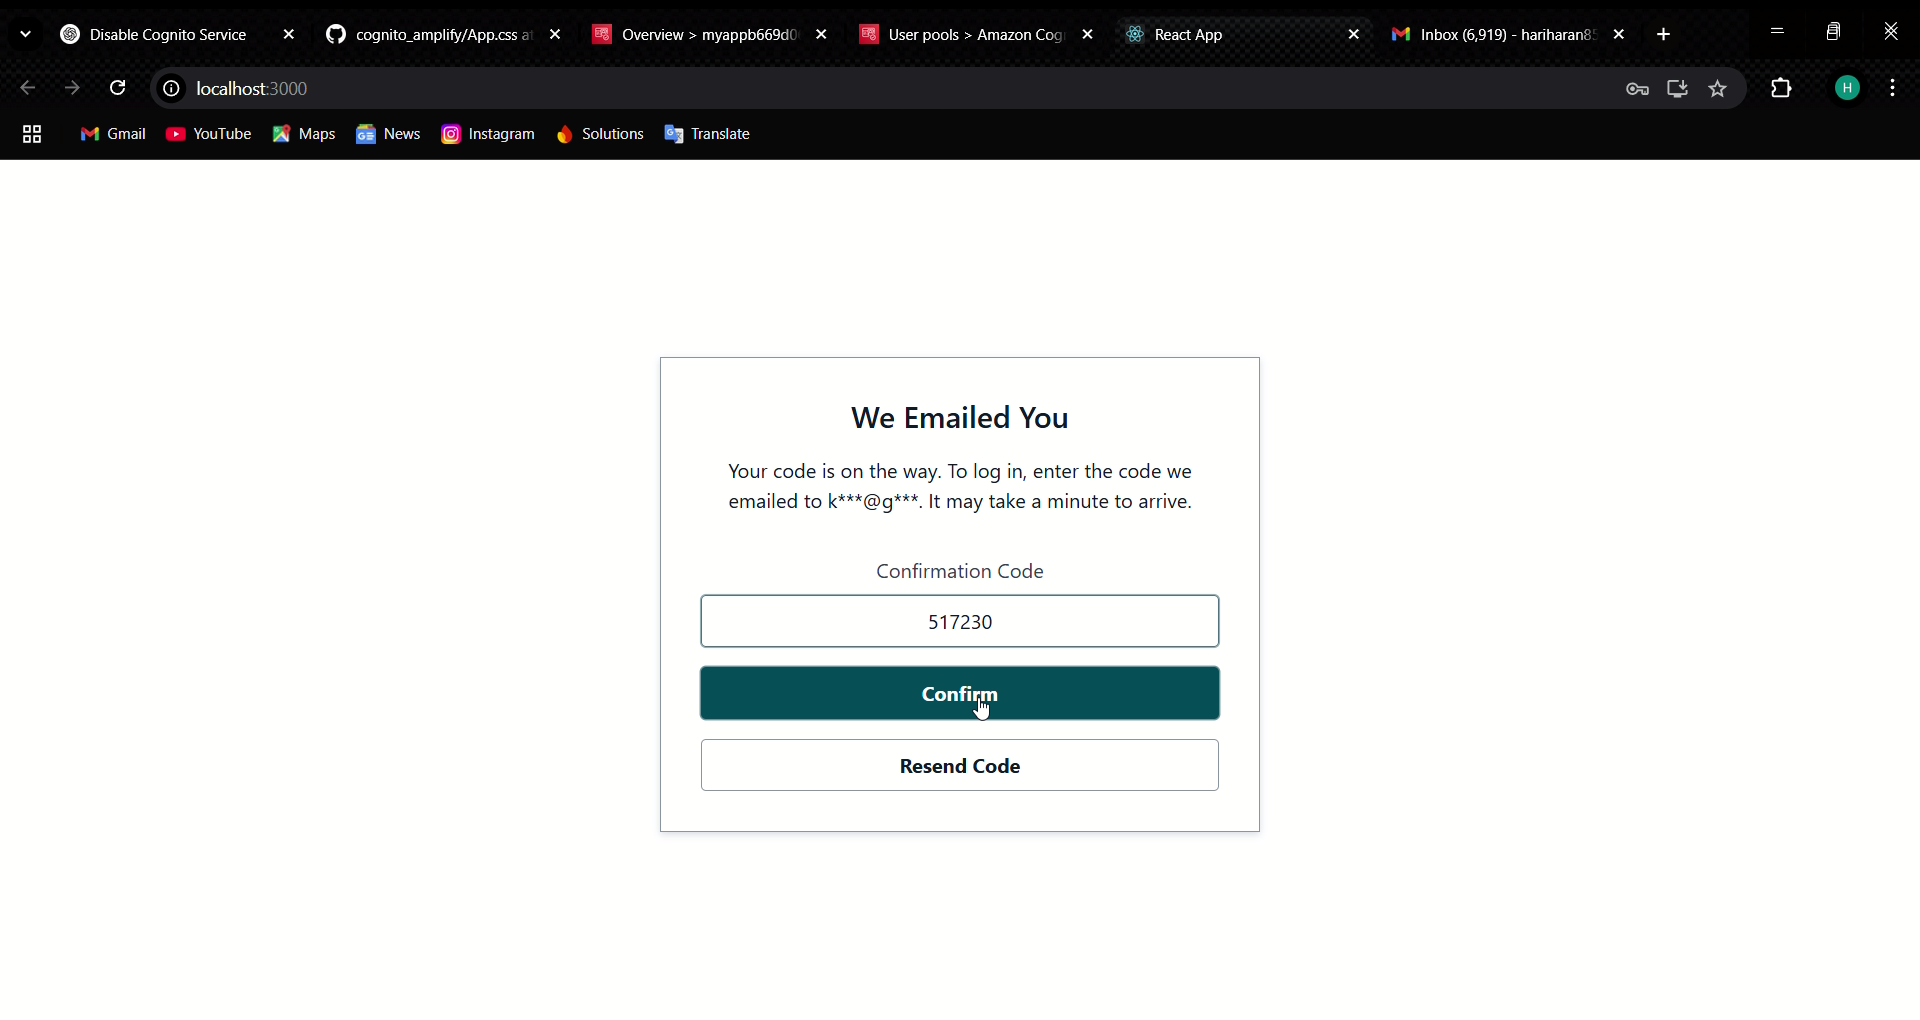 Disable Cognito Service
cognito_amplify/App.css at
Overview > myappb669d0
User pools > Amazon Cog
React App
Inbox (6,919) - hariharan85
localhost:3000
H
Gmail
YouTube
Maps
News
Instagram
Solutions
Translate
We Emailed You
Your code is on the way. To log in, enter the code we
emailed to k***@g***. It may take a minute to arrive.
Confirmation Code
517230
Confirm
Resend Code